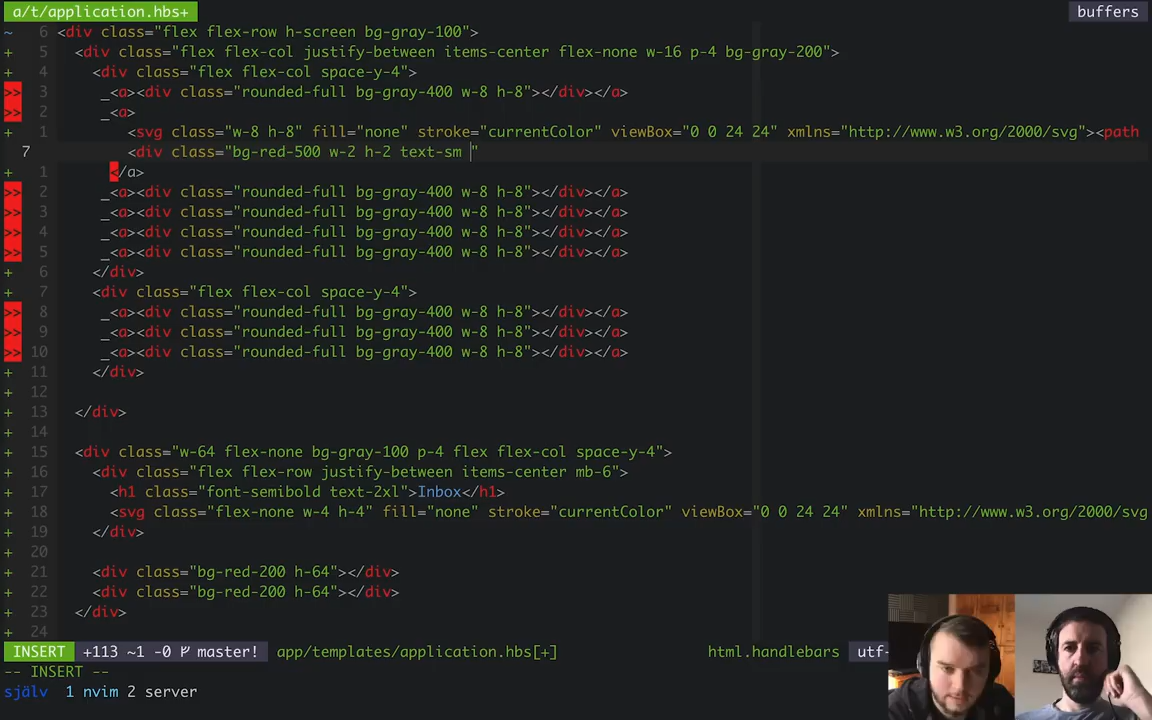 a/t/application.hbs+ buffers
~ 6 <div class="flex flex-row h-screen bg-gray-100">
+ 5 <div class="flex flex-col justify-between items-center flex-none w-16 p-4 bg-gray-200">
+ 4 <div class="flex flex-col space-y-4">
>> 3 _<a><div class="rounded-full bg-gray-400 w-8 h-8"></div></a>
>> 2 _<a>
+ 1 <svg class="w-8 h-8" fill="none" stroke="currentColor" viewBox="0 0 24 24" xmlns="http://www.w3.org/2000/svg"><path
7 <div class="bg-red-500 w-2 h-2 text-sm "
+ 1 </a>
>> 2 _<a><div class="rounded-full bg-gray-400 w-8 h-8"></div></a>
>> 3 _<a><div class="rounded-full bg-gray-400 w-8 h-8"></div></a>
>> 4 _<a><div class="rounded-full bg-gray-400 w-8 h-8"></div></a>
>> 5 _<a><div class="rounded-full bg-gray-400 w-8 h-8"></div></a>
+ 6 </div>
+ 7 <div class="flex flex-col space-y-4">
>> 8 _<a><div class="rounded-full bg-gray-400 w-8 h-8"></div></a>
>> 9 _<a><div class="rounded-full bg-gray-400 w-8 h-8"></div></a>
>> 10 _<a><div class="rounded-full bg-gray-400 w-8 h-8"></div></a>
+ 11 </div>
+ 12
+ 13 </div>
+ 14
+ 15 <div class="w-64 flex-none bg-gray-100 p-4 flex flex-col space-y-4">
+ 16 <div class="flex flex-row justify-between items-center mb-6">
+ 17 <h1 class="font-semibold text-2xl">Inbox</h1>
+ 18 <svg class="flex-none w-4 h-4" fill="none" stroke="currentColor" viewBox="0 0 24 24" xmlns="http://www.w3.org/2000/svg
+ 19 </div>
+ 20
+ 21 <div class="bg-red-200 h-64"></div>
+ 22 <div class="bg-red-200 h-64"></div>
+ 23 </div>
+ 24
INSERT +113 ~1 -0 master! app/templates/application.hbs[+] html.handlebars utf-
-- INSERT --
själv 1 nvim 2 server